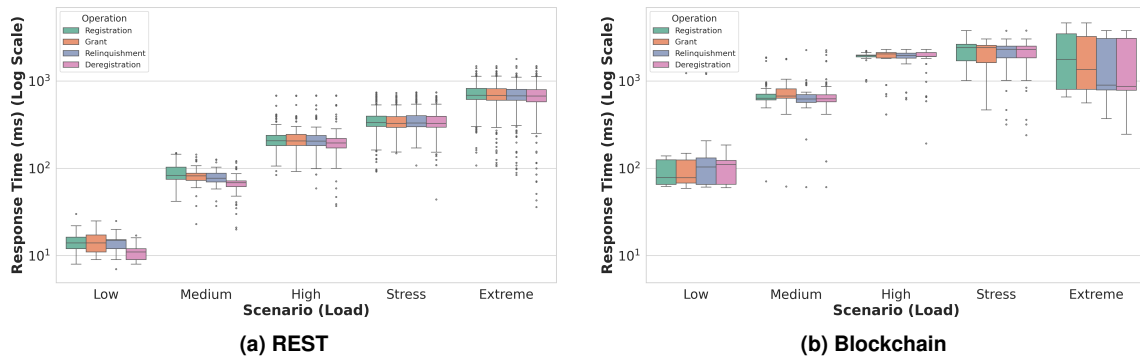 Operation
Registration
Grant
Relinquishment
Deregistration
Response Time (ms) (Log Scale)
10³
10²
10¹
Low Medium High Stress Extreme
Scenario (Load)
(a) REST
Operation
Registration
Grant
Relinquishment
Deregistration
Response Time (ms) (Log Scale)
10³
10²
10¹
Low Medium High Stress Extreme
Scenario (Load)
(b) Blockchain